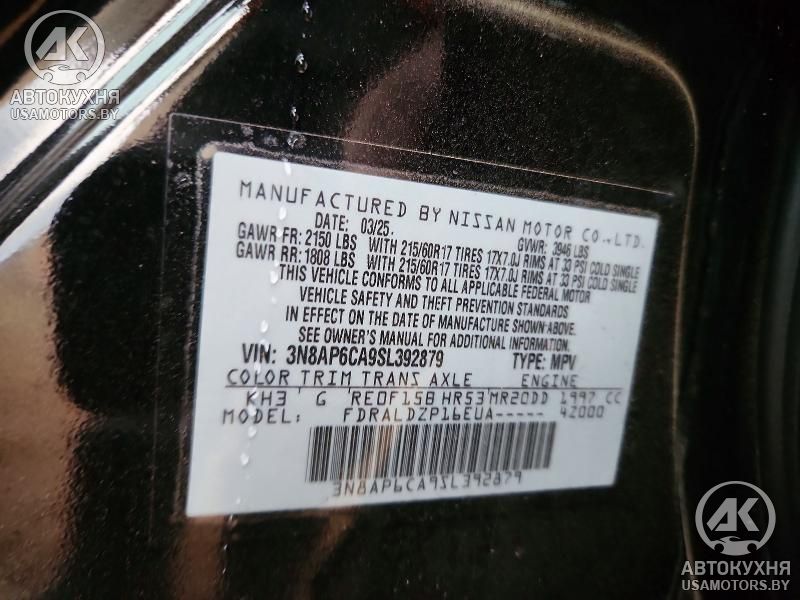 AK
АВТОКУХНЯ
USAMOTORS.BY
MANUFACTURED BY NISSAN MOTOR CO.,LTD.
DATE: 03/25. GVWR: 3946 LBS
GAWR FR: 2150 LBS WITH 215/60R17 TIRES 17X7.0J RIMS AT 33 PSI COLD SINGLE
GAWR RR: 1808 LBS WITH 215/60R17 TIRES 17X7.0J RIMS AT 33 PSI COLD SINGLE
THIS VEHICLE CONFORMS TO ALL APPLICABLE FEDERAL MOTOR
VEHICLE SAFETY AND THEFT PREVENTION STANDARDS
IN EFFECT ON THE DATE OF MANUFACTURE SHOWN ABOVE.
SEE OWNER'S MANUAL FOR ADDITIONAL INFORMATION.
VIN: 3N8AP6CA9SL392879 TYPE: MPV
COLOR TRIM TRANS AXLE ENGINE
KH3 G RE0F15B HR53 MR20DD 1997 CC
MODEL: FDRALDZP16EUA----- 42000
3N8AP6CA9SL392879
AK
АВТОКУХНЯ
USAMOTORS.BY